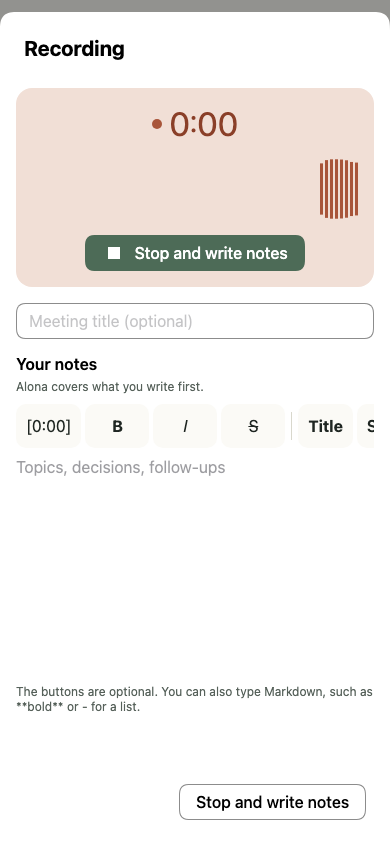 Recording
0:00
Stop and write notes
Meeting title (optional)
Your notes
Alona covers what you write first.
[0:00] B I S Title S
Topics, decisions, follow-ups
The buttons are optional. You can also type Markdown, such as
**bold** or - for a list.
Stop and write notes